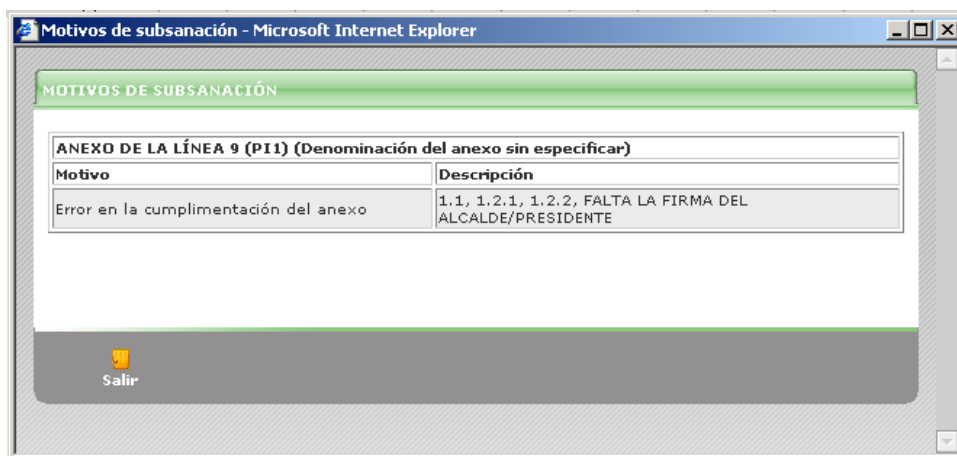 Motivos de subsanación - Microsoft Internet Explorer
MOTIVOS DE SUBSANACIÓN
ANEXO DE LA LÍNEA 9 (PI1) (Denominación del anexo sin especificar)
Motivo
Descripción
Error en la cumplimentación del anexo
1.1, 1.2.1, 1.2.2, FALTA LA FIRMA DEL
ALCALDE/PRESIDENTE
Salir